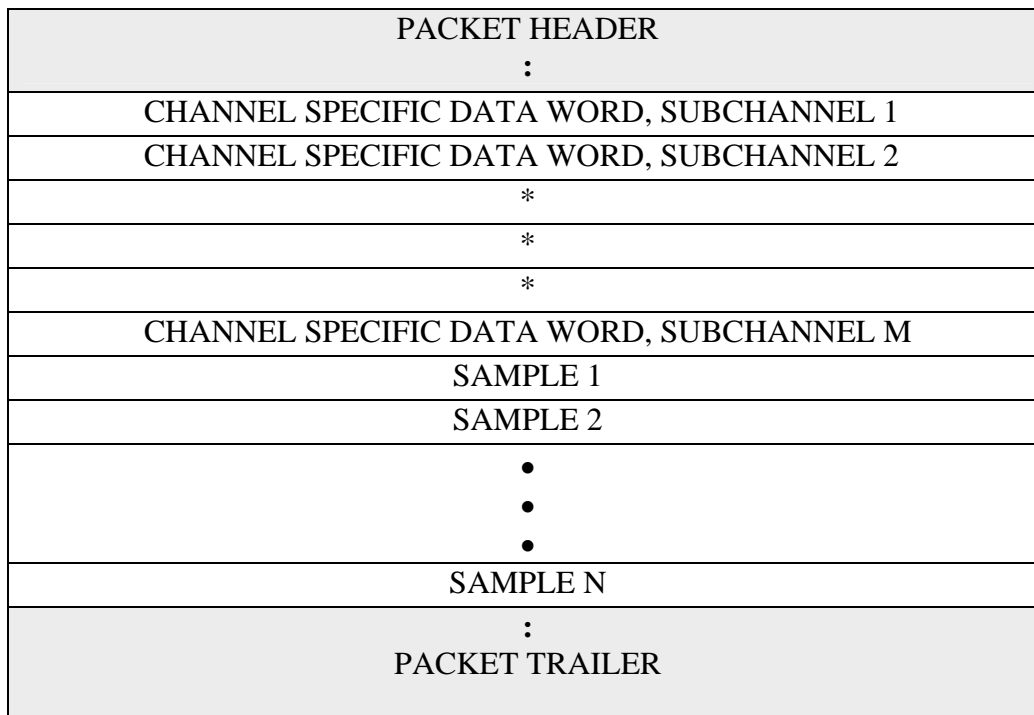 PACKET HEADER
:
CHANNEL SPECIFIC DATA WORD, SUBCHANNEL 1
CHANNEL SPECIFIC DATA WORD, SUBCHANNEL 2
*
*
*
CHANNEL SPECIFIC DATA WORD, SUBCHANNEL M
SAMPLE 1
SAMPLE 2
•
•
•
SAMPLE N
:
PACKET TRAILER